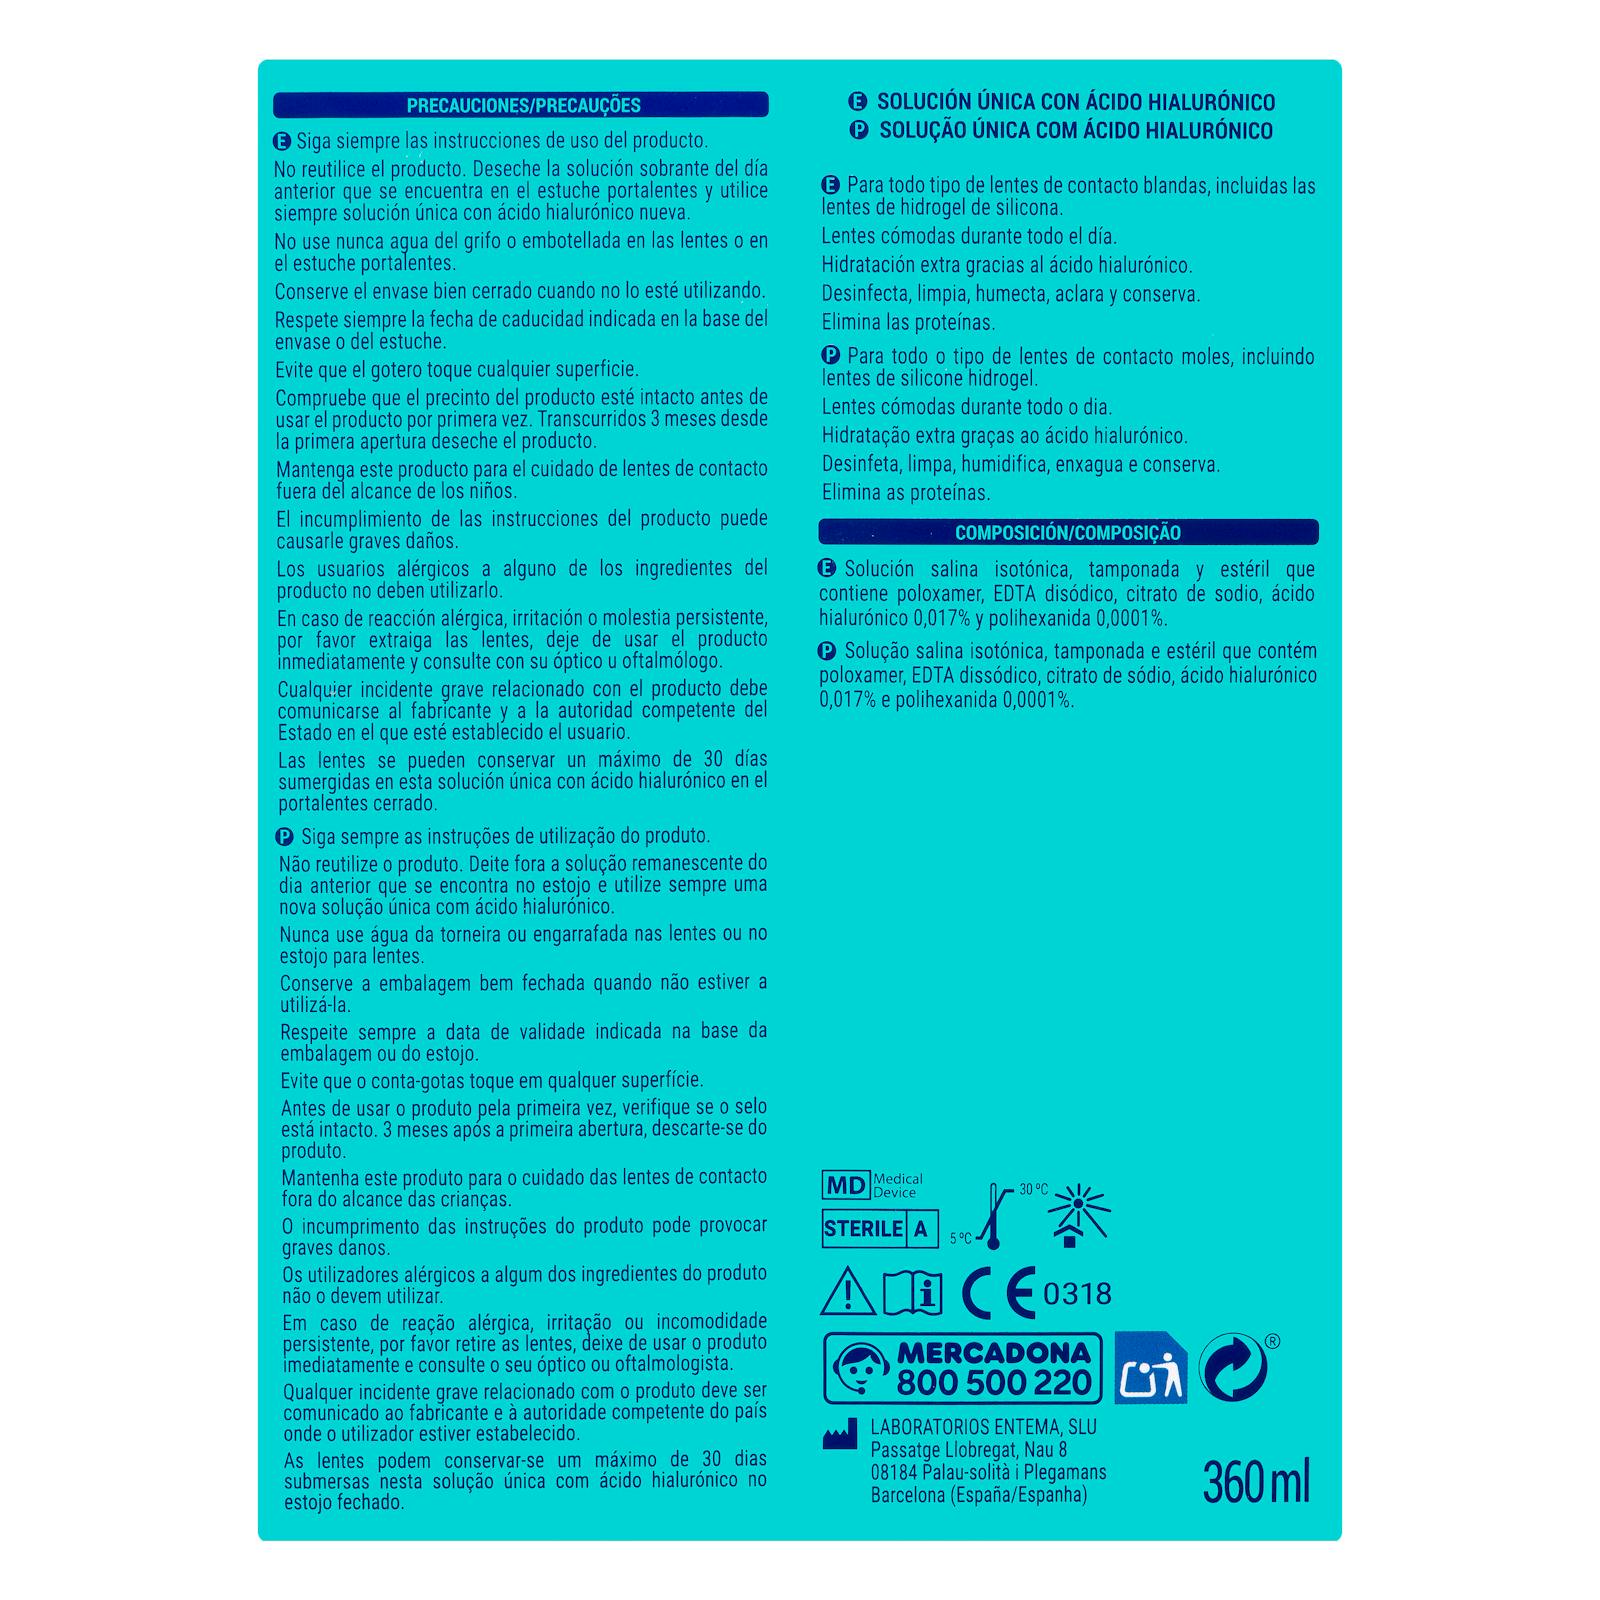 PRECAUCIONES/PRECAUÇÕES
E Siga siempre las instrucciones de uso del producto.
No reutilice el producto. Deseche la solución sobrante del día
anterior que se encuentra en el estuche portalentes y utilice
siempre solución única con ácido hialurónico nueva.
No use nunca agua del grifo o embotellada en las lentes o en
el estuche portalentes.
Conserve el envase bien cerrado cuando no lo esté utilizando.
Respete siempre la fecha de caducidad indicada en la base del
envase o del estuche.
Evite que el gotero toque cualquier superficie.
Compruebe que el precinto del producto esté intacto antes de
usar el producto por primera vez. Transcurridos 3 meses desde
la primera apertura deseche el producto.
Mantenga este producto para el cuidado de lentes de contacto
fuera del alcance de los niños.
El incumplimiento de las instrucciones del producto puede
causarle graves daños.
Los usuarios alérgicos a alguno de los ingredientes del
producto no deben utilizarlo.
En caso de reacción alérgica, irritación o molestia persistente,
por favor extraiga las lentes, deje de usar el producto
inmediatamente y consulte con su óptico u oftalmólogo.
Cualquier incidente grave relacionado con el producto debe
comunicarse al fabricante y a la autoridad competente del
Estado en el que esté establecido el usuario.
Las lentes se pueden conservar un máximo de 30 días
sumergidas en esta solución única con ácido hialurónico en el
portalentes cerrado.
P Siga sempre as instruções de utilização do produto.
Não reutilize o produto. Deite fora a solução remanescente do
dia anterior que se encontra no estojo e utilize sempre uma
nova solução única com ácido hialurónico.
Nunca use água da torneira ou engarrafada nas lentes ou no
estojo para lentes.
Conserve a embalagem bem fechada quando não estiver a
utilizá-la.
Respeite sempre a data de validade indicada na base da
embalagem ou do estojo.
Evite que o conta-gotas toque em qualquer superfície.
Antes de usar o produto pela primeira vez, verifique se o selo
está intacto. 3 meses após a primeira abertura, descarte-se do
produto.
Mantenha este produto para o cuidado das lentes de contacto
fora do alcance das crianças.
O incumprimento das instruções do produto pode provocar
graves danos.
Os utilizadores alérgicos a algum dos ingredientes do produto
não o devem utilizar.
Em caso de reação alérgica, irritação ou incomodidade
persistente, por favor retire as lentes, deixe de usar o produto
imediatamente e consulte o seu óptico ou oftalmologista.
Qualquer incidente grave relacionado com o produto deve ser
comunicado ao fabricante e à autoridade competente do país
onde o utilizador estiver estabelecido.
As lentes podem conservar-se um máximo de 30 dias
submersas nesta solução única com ácido hialurónico no
estojo fechado.
E SOLUCIÓN ÚNICA CON ÁCIDO HIALURÓNICO
P SOLUÇÃO ÚNICA COM ÁCIDO HIALURÓNICO
E Para todo tipo de lentes de contacto blandas, incluidas las
lentes de hidrogel de silicona.
Lentes cómodas durante todo el día.
Hidratación extra gracias al ácido hialurónico.
Desinfecta, limpia, humecta, aclara y conserva.
Elimina las proteínas.
P Para todo o tipo de lentes de contacto moles, incluindo
lentes de silicone hidrogel.
Lentes cómodas durante todo o dia.
Hidratação extra graças ao ácido hialurónico.
Desinfeta, limpa, humidifica, enxagua e conserva.
Elimina as proteínas.
COMPOSICIÓN/COMPOSIÇÃO
E Solución salina isotónica, tamponada y estéril que
contiene poloxamer, EDTA disódico, citrato de sodio, ácido
hialurónico 0,017% y polihexanida 0,0001%.
P Solução salina isotónica, tamponada e estéril que contém
poloxamer, EDTA dissódico, citrato de sódio, ácido hialurónico
0,017% e polihexanida 0,0001%.
MD Medical
Device
STERILE A
30 ºC
5 ºC
i CE 0318
MERCADONA
800 500 220
®
LABORATORIOS ENTEMA, SLU
Passatge Llobregat, Nau 8
08184 Palau-solità i Plegamans
Barcelona (España/Espanha)
360 ml